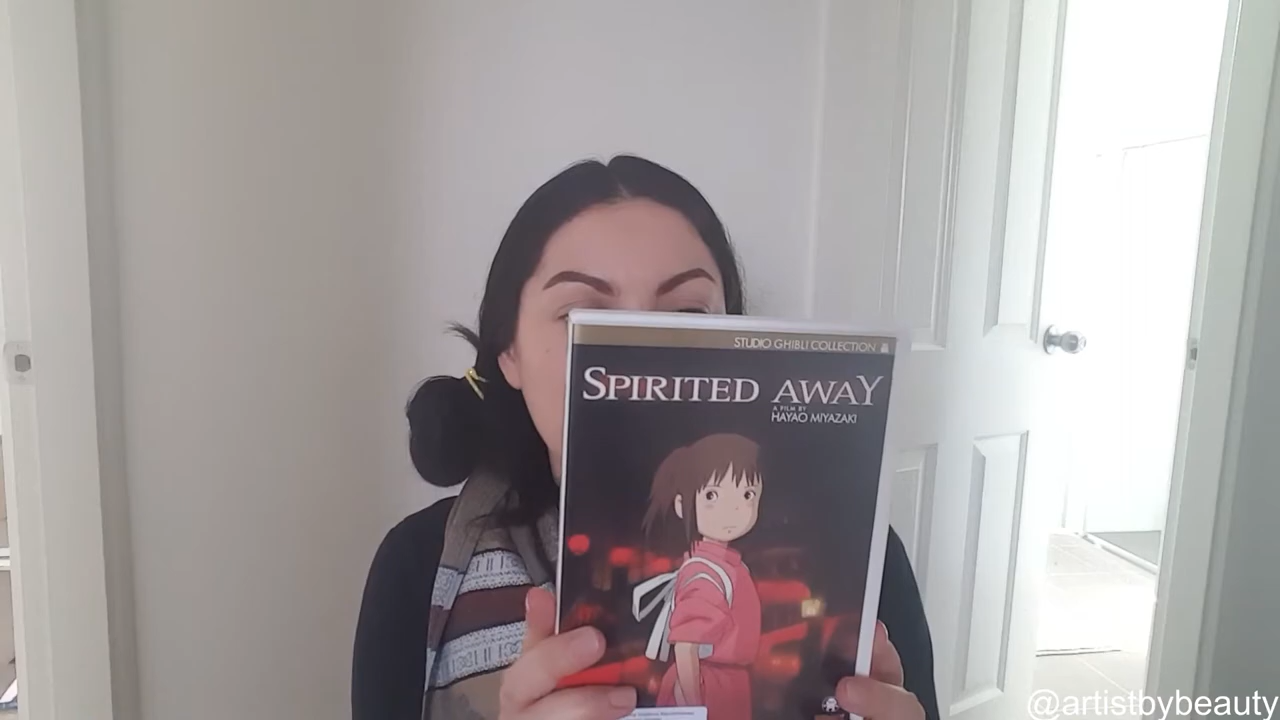 STUDIO GHIBLI COLLECTION
SPIRITED AWAY
A FILM BY
HAYAO MIYAZAKI
@artistbybeauty